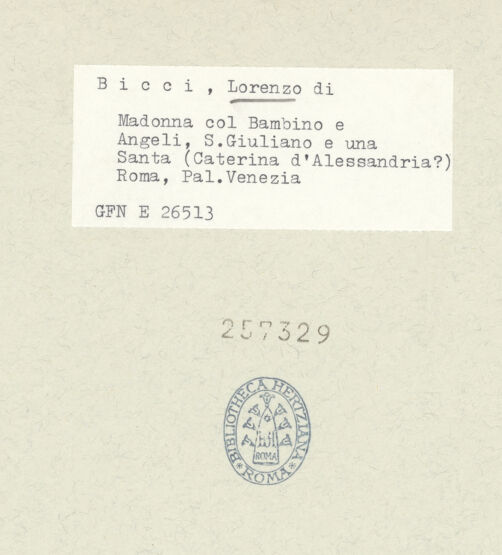 B i c c i , Lorenzo di
Madonna col Bambino e
Angeli, S.Giuliano e una
Santa (Caterina d'Alessandria?)
Roma, Pal.Venezia
GFN E 26513
257329
BIBLIOTHECA HERTZIANA
ROMA
* ROMA *